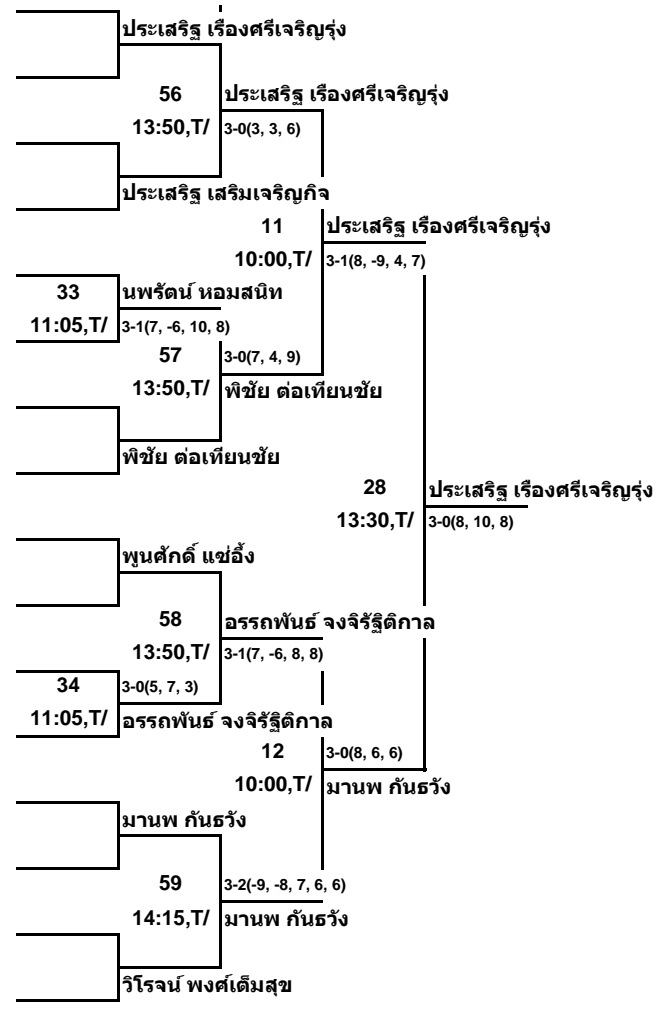 ประเสริฐ เรืองศรีเจริญรุ่ง
56
ประเสริฐ เรืองศรีเจริญรุ่ง
13:50,T/
3-0(3, 3, 6)
ประเสริฐ เสริมเจริญกิจ
11
ประเสริฐ เรืองศรีเจริญรุ่ง
10:00,T/
3-1(8, -9, 4, 7)
33
นพรัตน์ หอมสนิท
11:05,T/
3-1(7, -6, 10, 8)
57
3-0(7, 4, 9)
13:50,T/
พิชัย ต่อเทียนชัย
พิชัย ต่อเทียนชัย
28
ประเสริฐ เรืองศรีเจริญรุ่ง
13:30,T/
3-0(8, 10, 8)
พูนศักดิ์ แซ่อึ้ง
58
อรรถพันธ์ จงจิรัฐิติกาล
13:50,T/
3-1(7, -6, 8, 8)
34
3-0(5, 7, 3)
11:05,T/
อรรถพันธ์ จงจิรัฐิติกาล
12
3-0(8, 6, 6)
10:00,T/
มานพ กันธวัง
มานพ กันธวัง
59
3-2(-9, -8, 7, 6, 6)
14:15,T/
มานพ กันธวัง
วิโรจน์ พงศ์เต็มสุข